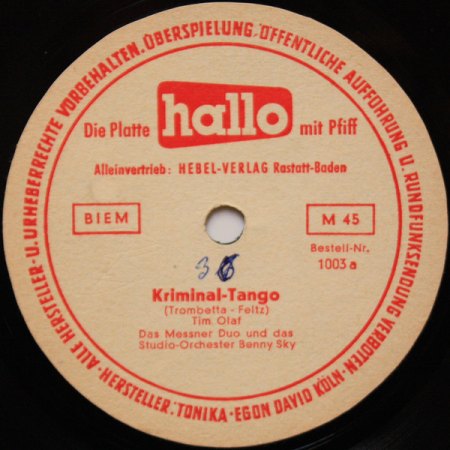 ALLE HERSTELLER- U. URHEBERRECHTE VORBEHALTEN. ÜBERSPIELUNG, ÖFFENTLICHE AUFFÜHRUNG U. RUNDFUNKSENDUNG VERBOTEN·
HERSTELLER: TONIKA - EGON DAVID KÖLN·
Die Platte hallo mit Pfiff
Alleinvertrieb: HEBEL-VERLAG Rastatt-Baden
BIEM
M 45
Bestell-Nr.
1003 a
36
Kriminal-Tango
(Trombetta - Feltz)
Tim Olaf
Das Messner Duo und das
Studio-Orchester Benny Sky